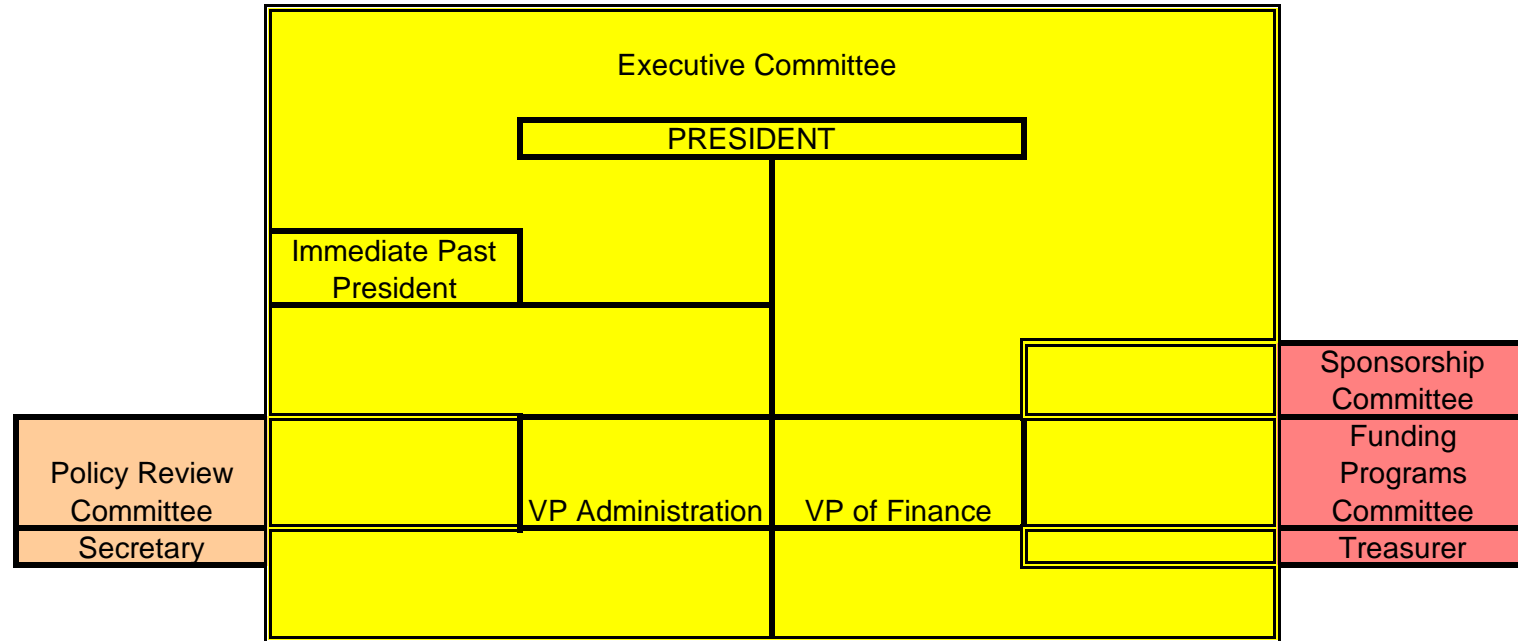 Executive Committee
PRESIDENT
Immediate Past
President
Sponsorship
Committee
Policy Review
Committee
VP Administration
VP of Finance
Funding
Programs
Committee
Secretary
Treasurer